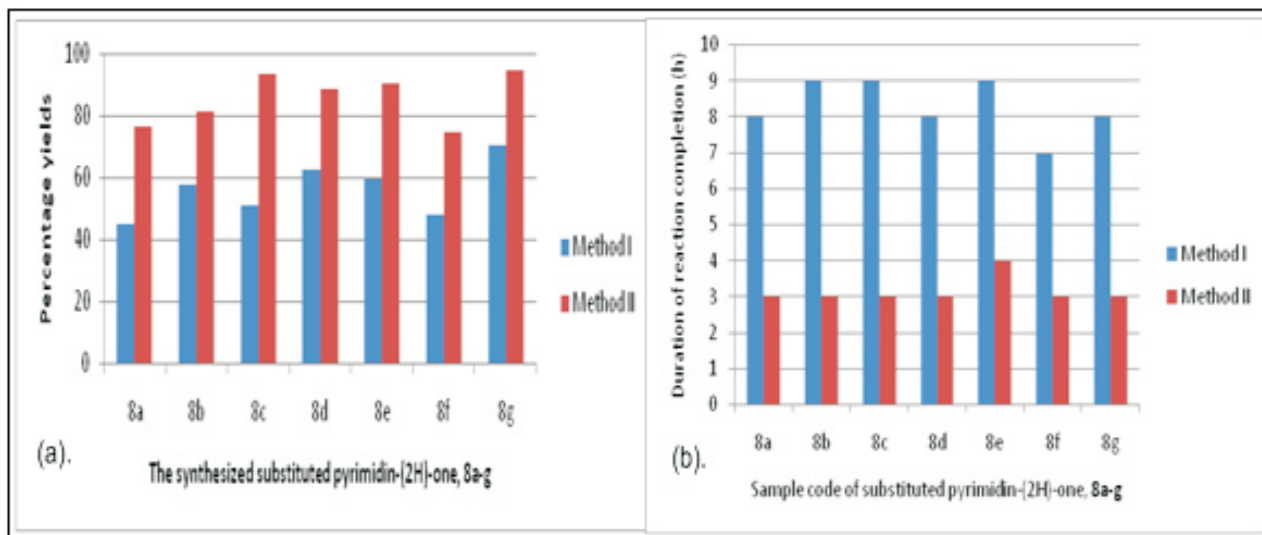 100
80
60
40
20
0
Percentage yields
8a 8b 8c 8d 8e 8f 8g
Method I
Method II
(a).
The synthesized substituted pyrimidin-(2H)-one, 8a-g
10
9
8
7
6
5
4
3
2
1
0
Duration of reaction completion (h)
8a 8b 8c 8d 8e 8f 8g
Method I
Method II
(b).
Sample code of substituted pyrimidin-(2H)-one, 8a-g